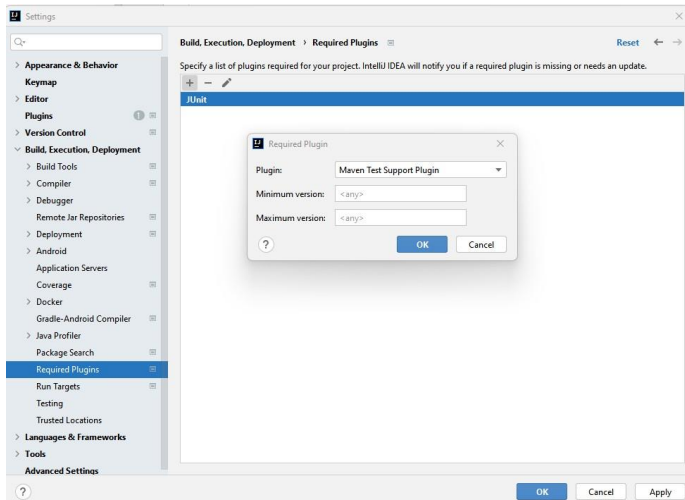 Settings
Build, Execution, Deployment › Required Plugins
Reset
Specify a list of plugins required for your project. IntelliJ IDEA will notify you if a required plugin is missing or needs an update.
Appearance & Behavior
Keymap
Editor
Plugins
Version Control
Build, Execution, Deployment
Build Tools
Compiler
Debugger
Remote Jar Repositories
Deployment
Android
Application Servers
Coverage
Docker
Gradle-Android Compiler
Java Profiler
Package Search
Required Plugins
Run Targets
Testing
Trusted Locations
Languages & Frameworks
Tools
Advanced Settings
JUnit
Required Plugin
Plugin: Maven Test Support Plugin
Minimum version: <any>
Maximum version: <any>
? OK Cancel
? OK Cancel Apply